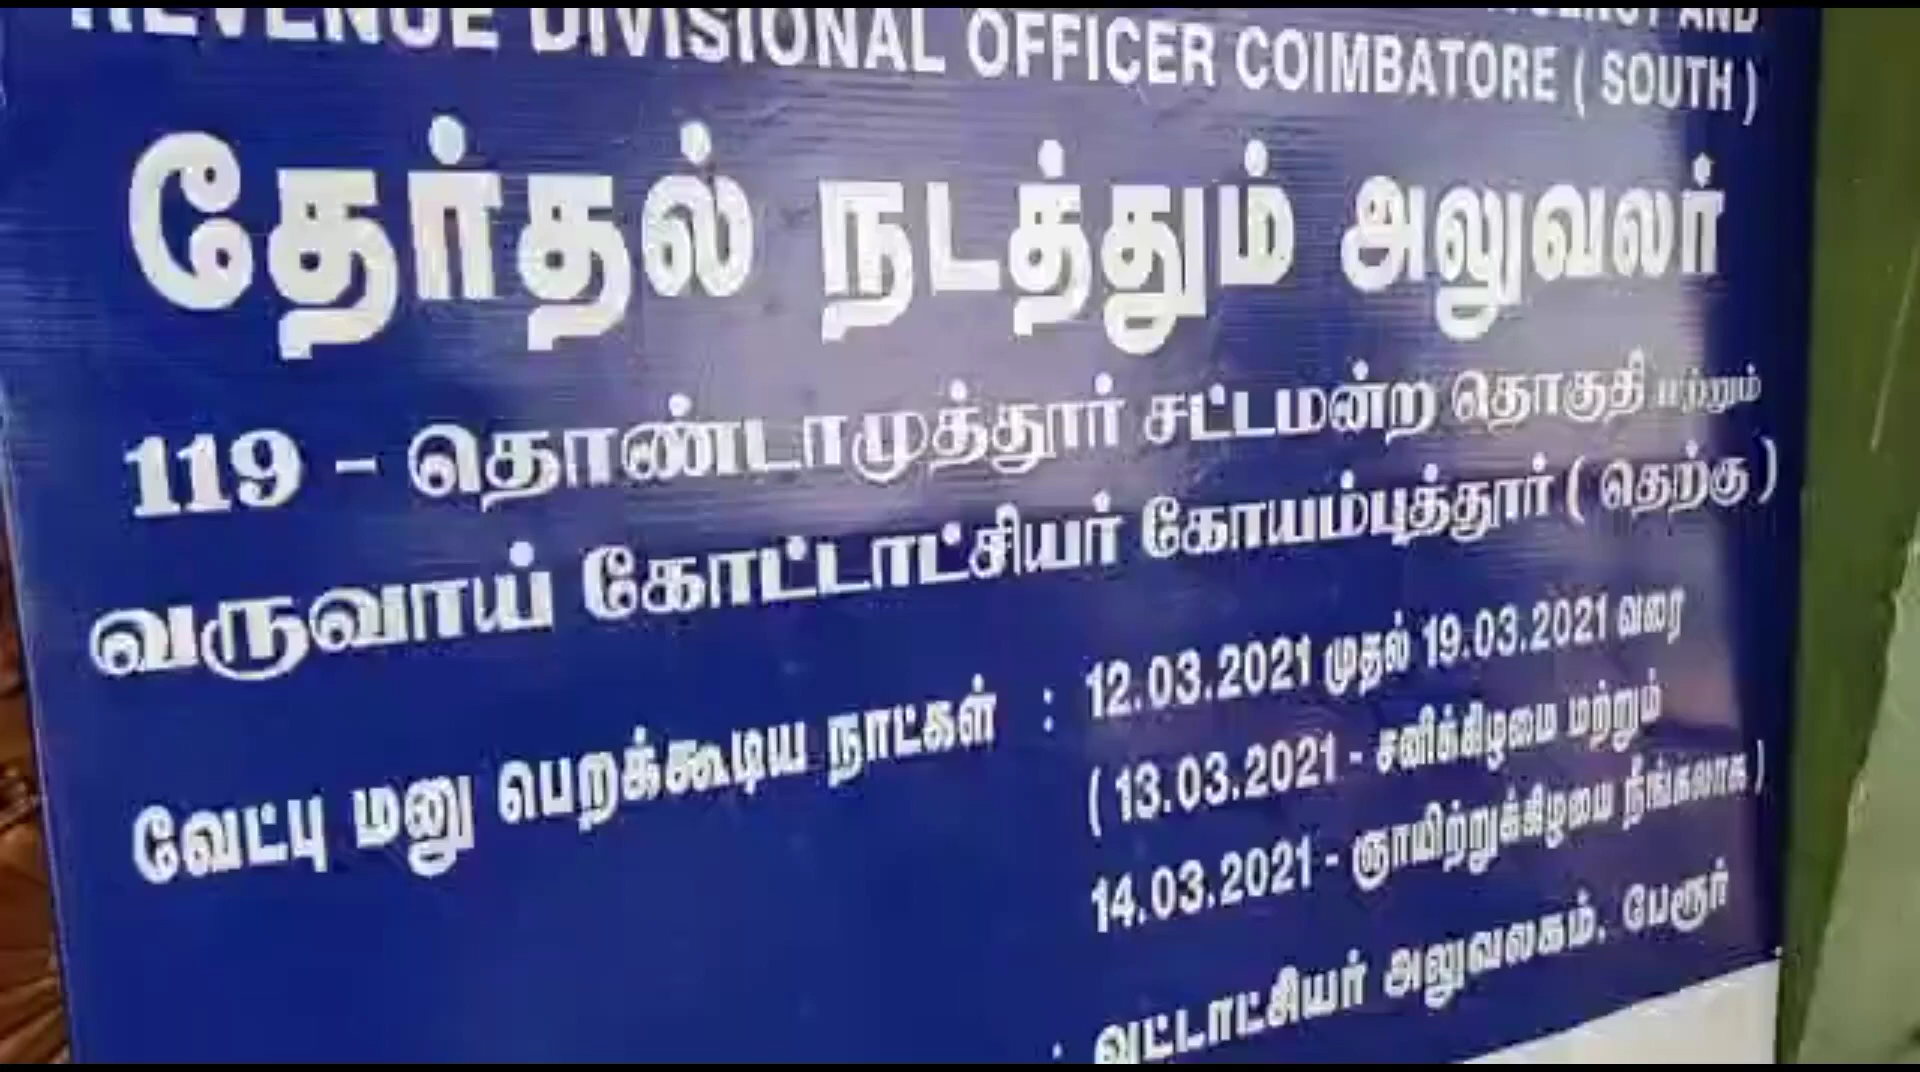 AND
REVENUE DIVISIONAL OFFICER COIMBATORE ( SOUTH )
தேர்தல் நடத்தும் அலுவலர்
119 - தொண்டாமுத்தூர் சட்டமன்ற தொகுதி மற்றும்
வருவாய் கோட்டாட்சியர் கோயம்புத்தூர் ( தெற்கு )
வேட்பு மனு பெறக்கூடிய நாட்கள் : 12.03.2021 முதல் 19.03.2021 வரை
( 13.03.2021 - சனிக்கிழமை மற்றும்
14.03.2021 - ஞாயிற்றுக்கிழமை நீங்கலாக )
: வட்டாட்சியர் அலுவலகம், பேரூர்